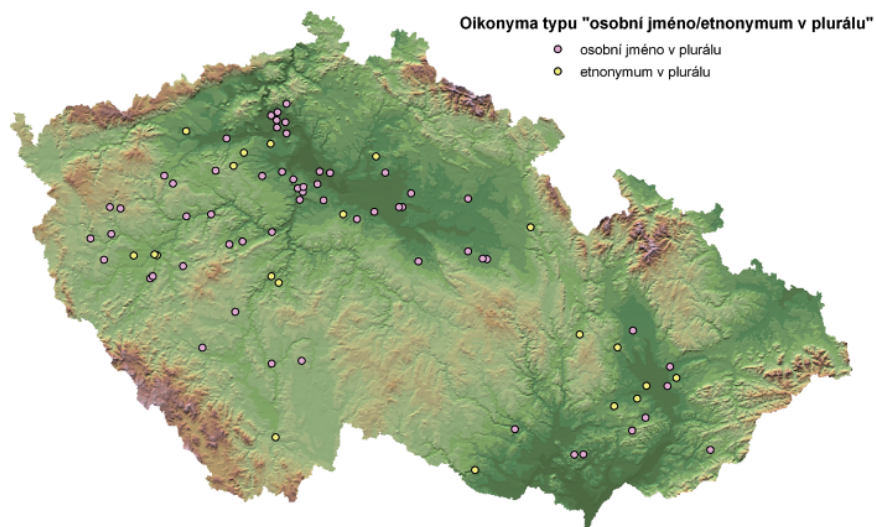 Oikonyma typu "osobní jméno/etnonymum v plurálu"
osobní jméno v plurálu
etnonymum v plurálu